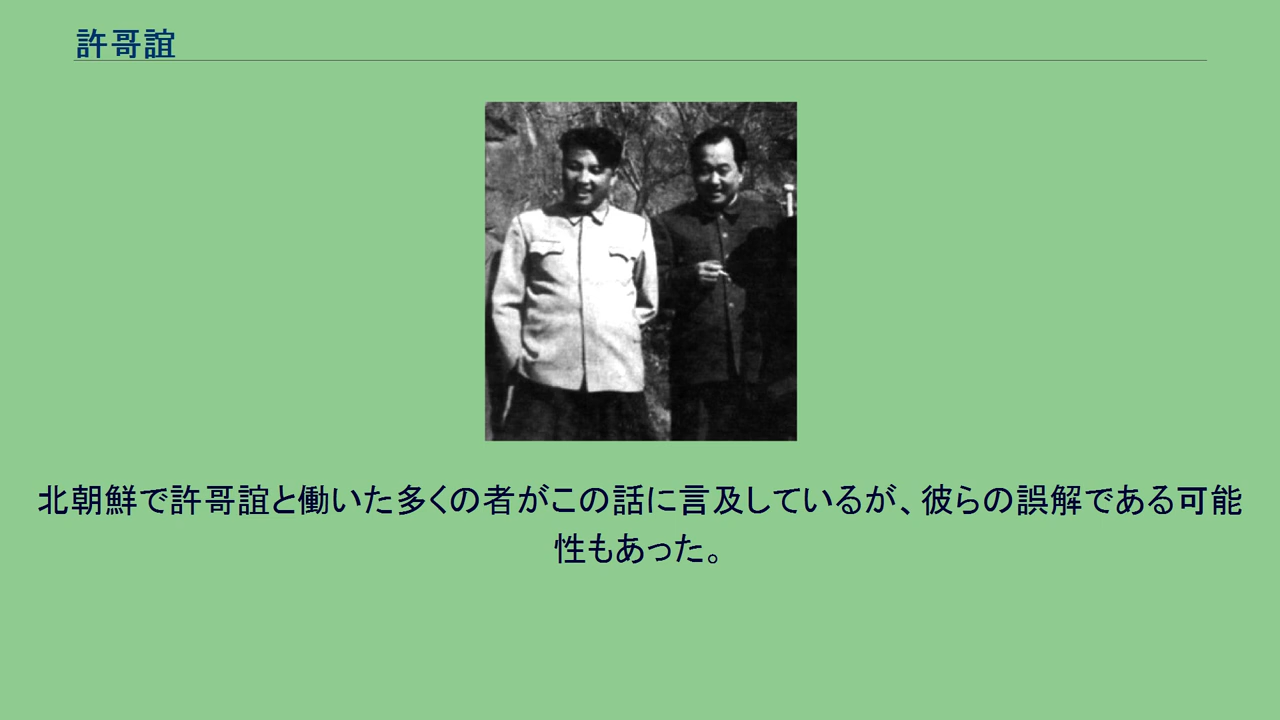 許哥誼
北朝鮮で許哥誼と働いた多くの者がこの話に言及しているが、彼らの誤解である可能
性もあった。